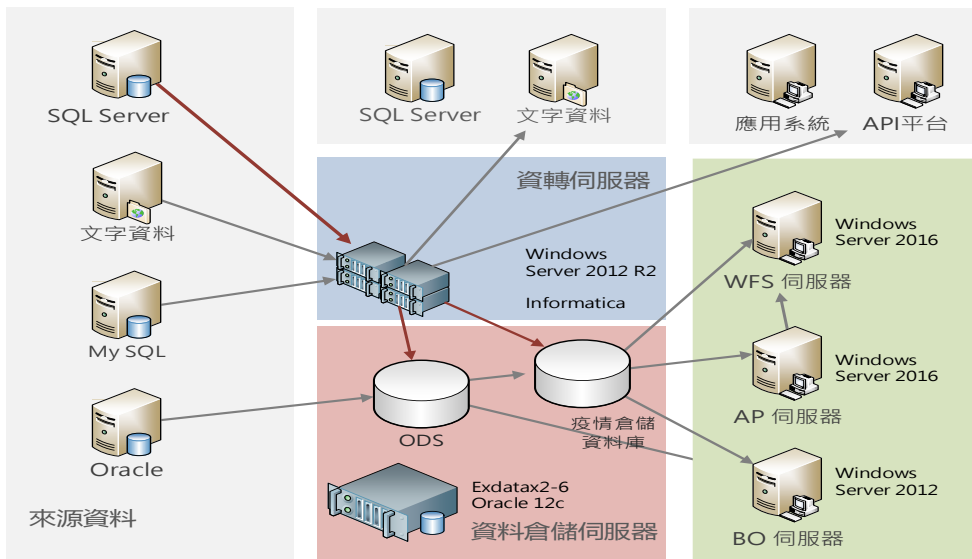 SQL Server
文字資料
My SQL
Oracle
來源資料
SQL Server
文字資料
應用系統
API平台
資轉伺服器
Windows
Server 2012 R2
Informatica
ODS
疫情倉儲
資料庫
Exdatax2-6
Oracle 12c
資料倉儲伺服器
Windows
Server 2016
WFS 伺服器
Windows
Server 2016
AP 伺服器
Windows
Server 2012
BO 伺服器